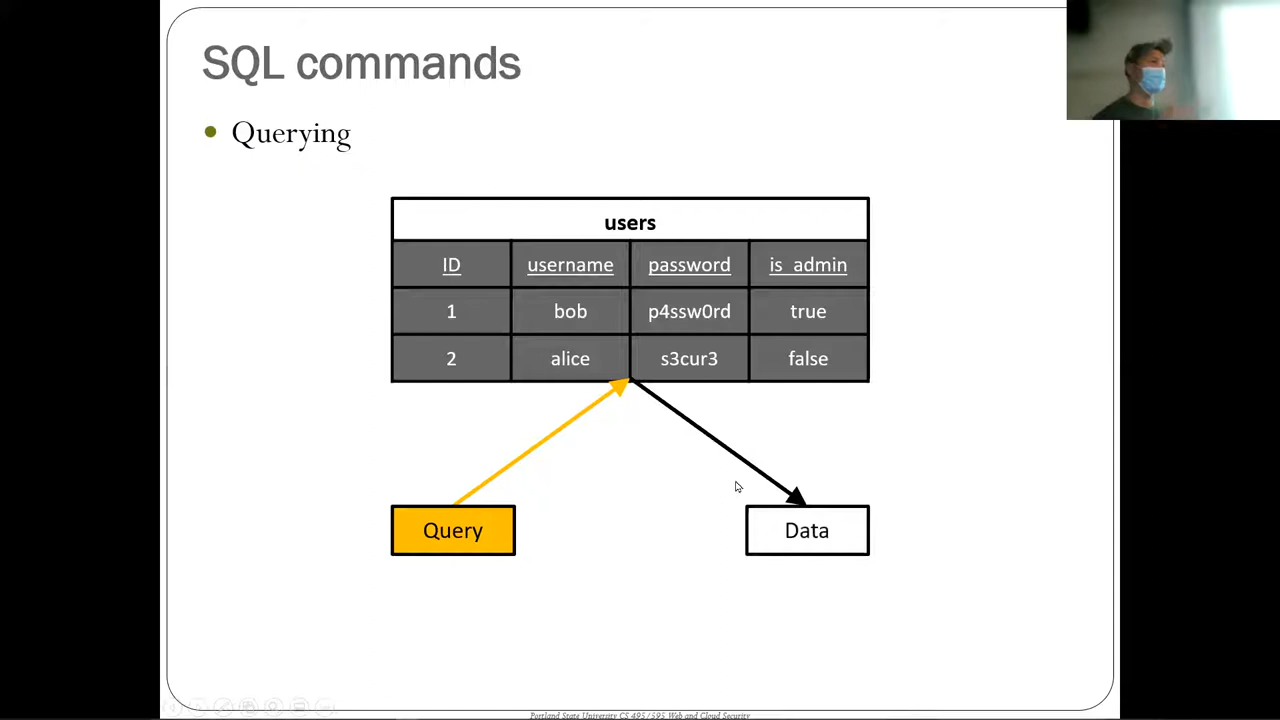 SQL commands
• Querying
users
ID username password is_admin
1 bob p4ssw0rd true
2 alice s3cur3 false
Query Data
Portland State University CS 495/595 Web and Cloud Security